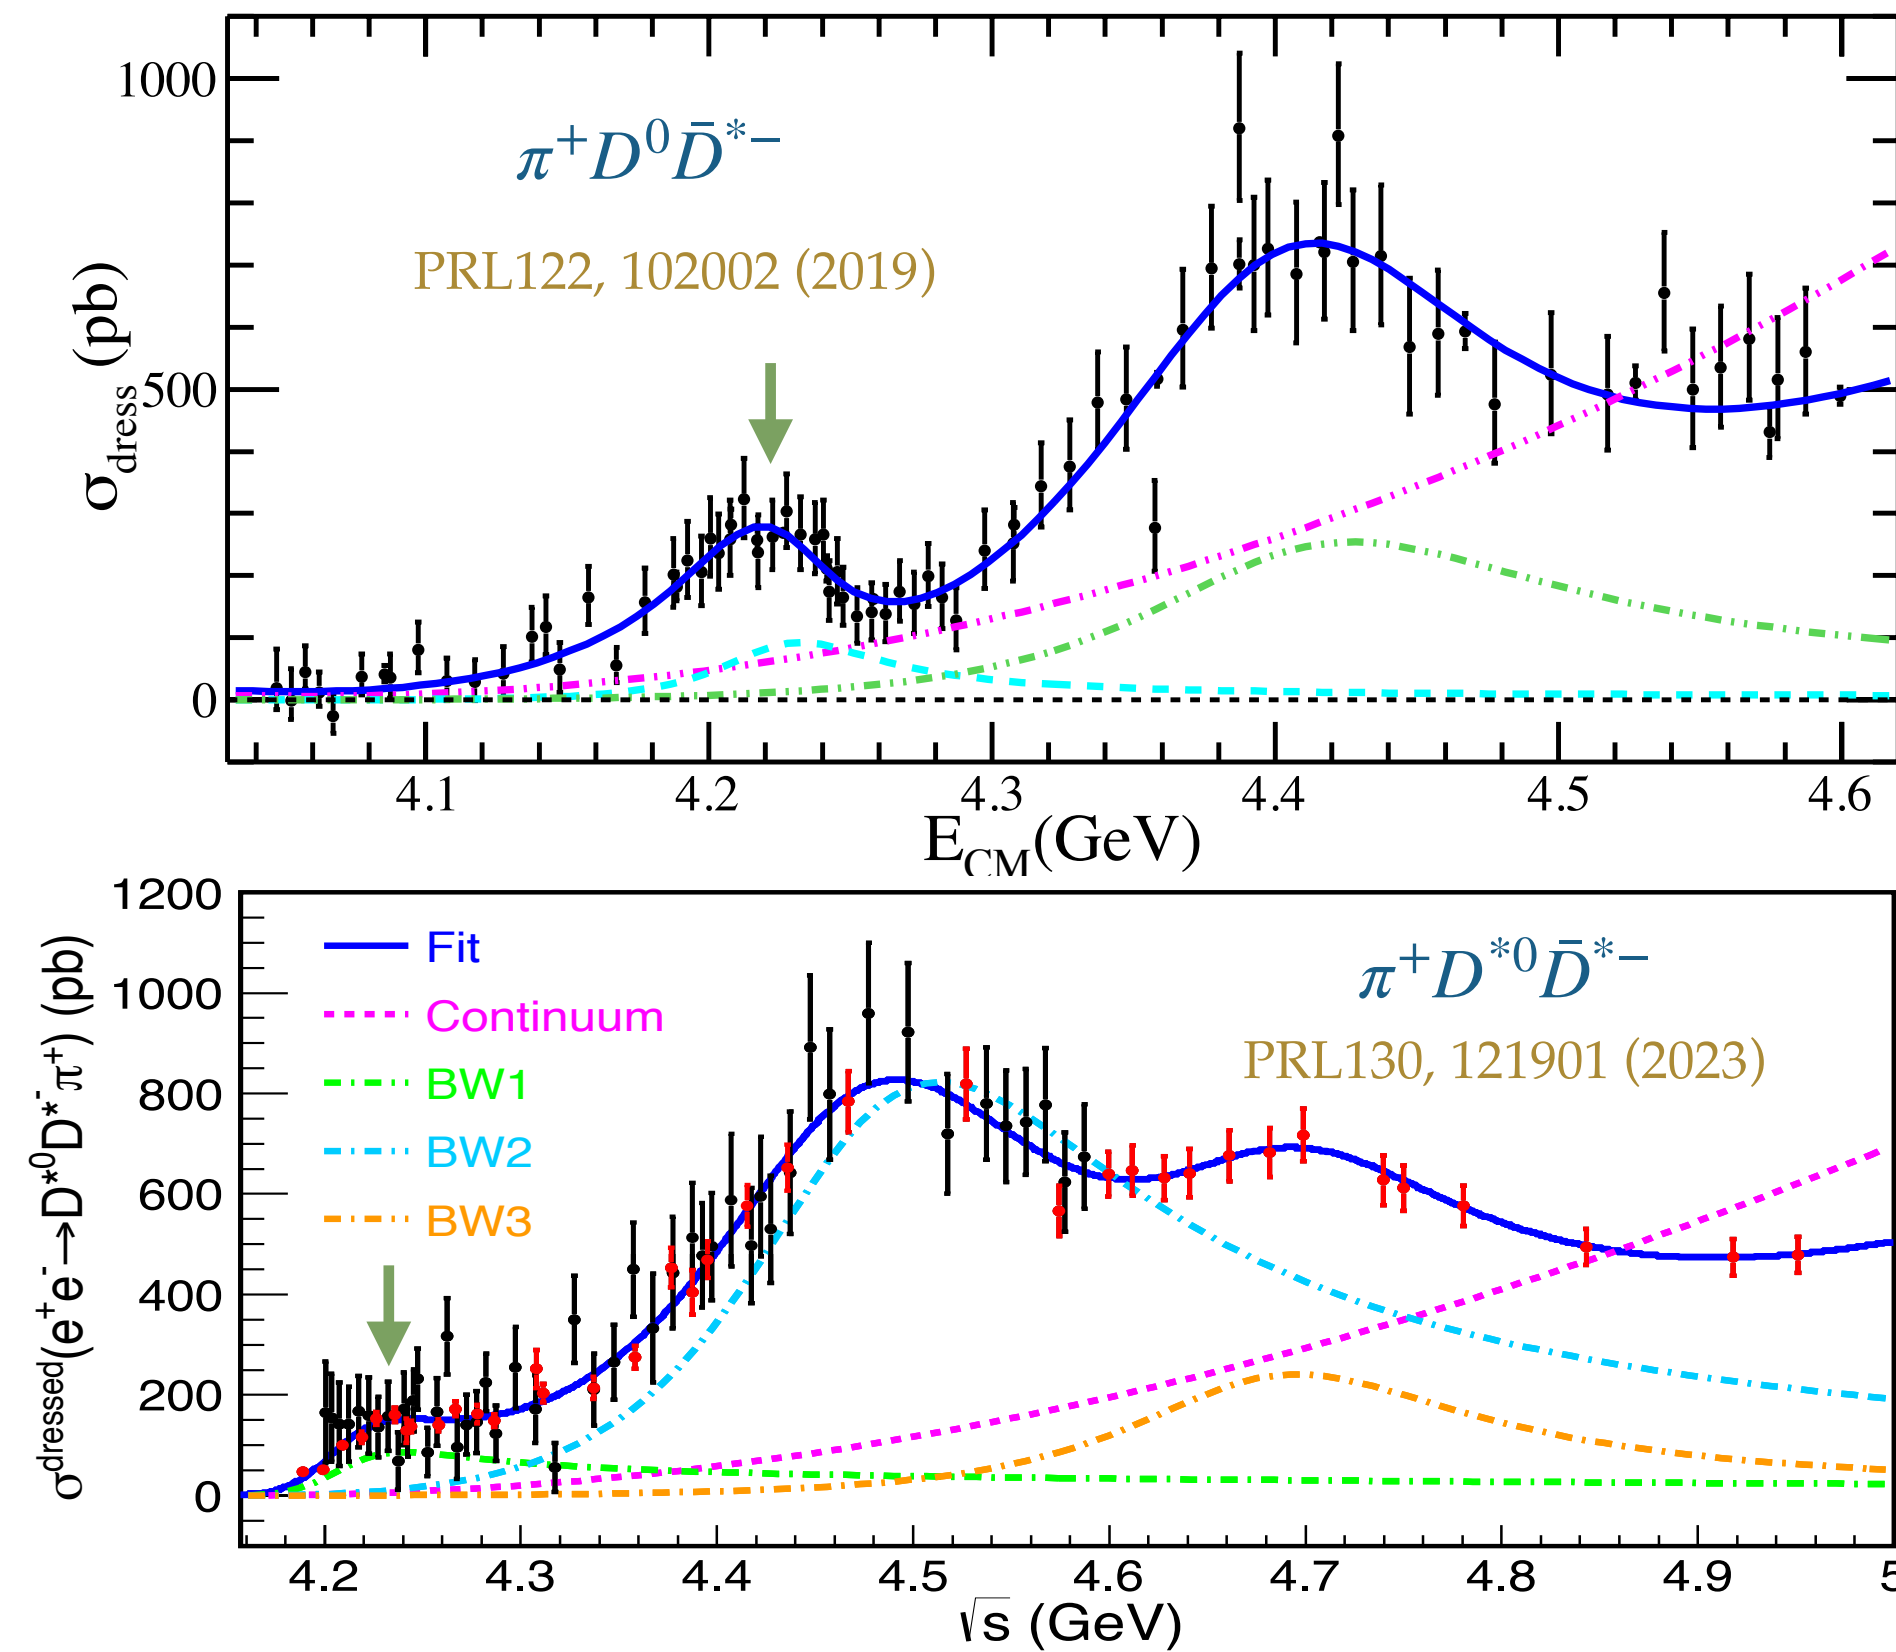 1000
π⁺D⁰D̄*⁻
PRL122, 102002 (2019)
σdress (pb)
500
0
4.1 4.2 4.3 4.4 4.5 4.6
E_CM(GeV)
1200
Fit
π⁺D*⁰D̄*⁻
1000
Continuum
PRL130, 121901 (2023)
BW1
800
BW2
BW3
600
400
200
0
σ^dressed(e⁺e⁻→D*⁰D*⁻π⁺) (pb)
4.2 4.3 4.4 4.5 4.6 4.7 4.8 4.9 5
√s (GeV)